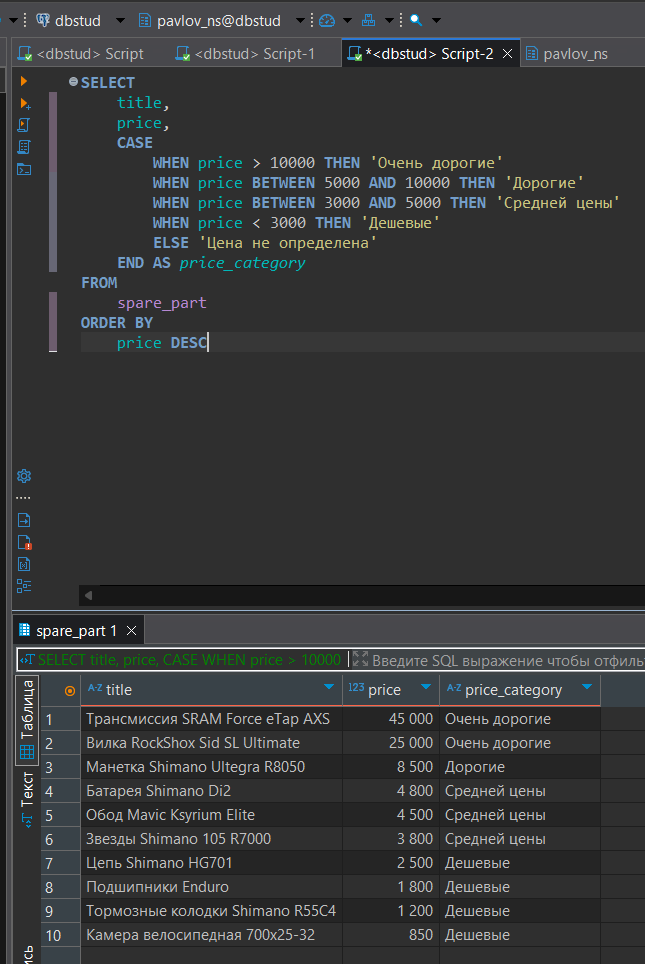 dbstud pavlov_ns@dbstud
<dbstud> Script <dbstud> Script-1 *<dbstud> Script-2 pavlov_ns
SELECT
title,
price,
CASE
WHEN price > 10000 THEN 'Очень дорогие'
WHEN price BETWEEN 5000 AND 10000 THEN 'Дорогие'
WHEN price BETWEEN 3000 AND 5000 THEN 'Средней цены'
WHEN price < 3000 THEN 'Дешевые'
ELSE 'Цена не определена'
END AS price_category
FROM
spare_part
ORDER BY
price DESC
spare_part 1
SELECT title, price, CASE WHEN price > 10000 Введите SQL выражение чтобы отфиль
Таблица
Текст
A-Z title 123 price A-Z price_category
1 Трансмиссия SRAM Force eTap AXS 45 000 Очень дорогие
2 Вилка RockShox Sid SL Ultimate 25 000 Очень дорогие
3 Манетка Shimano Ultegra R8050 8 500 Дорогие
4 Батарея Shimano Di2 4 800 Средней цены
5 Обод Mavic Ksyrium Elite 4 500 Средней цены
6 Звезды Shimano 105 R7000 3 800 Средней цены
7 Цепь Shimano HG701 2 500 Дешевые
8 Подшипники Enduro 1 800 Дешевые
9 Тормозные колодки Shimano R55C4 1 200 Дешевые
10 Камера велосипедная 700x25-32 850 Дешевые